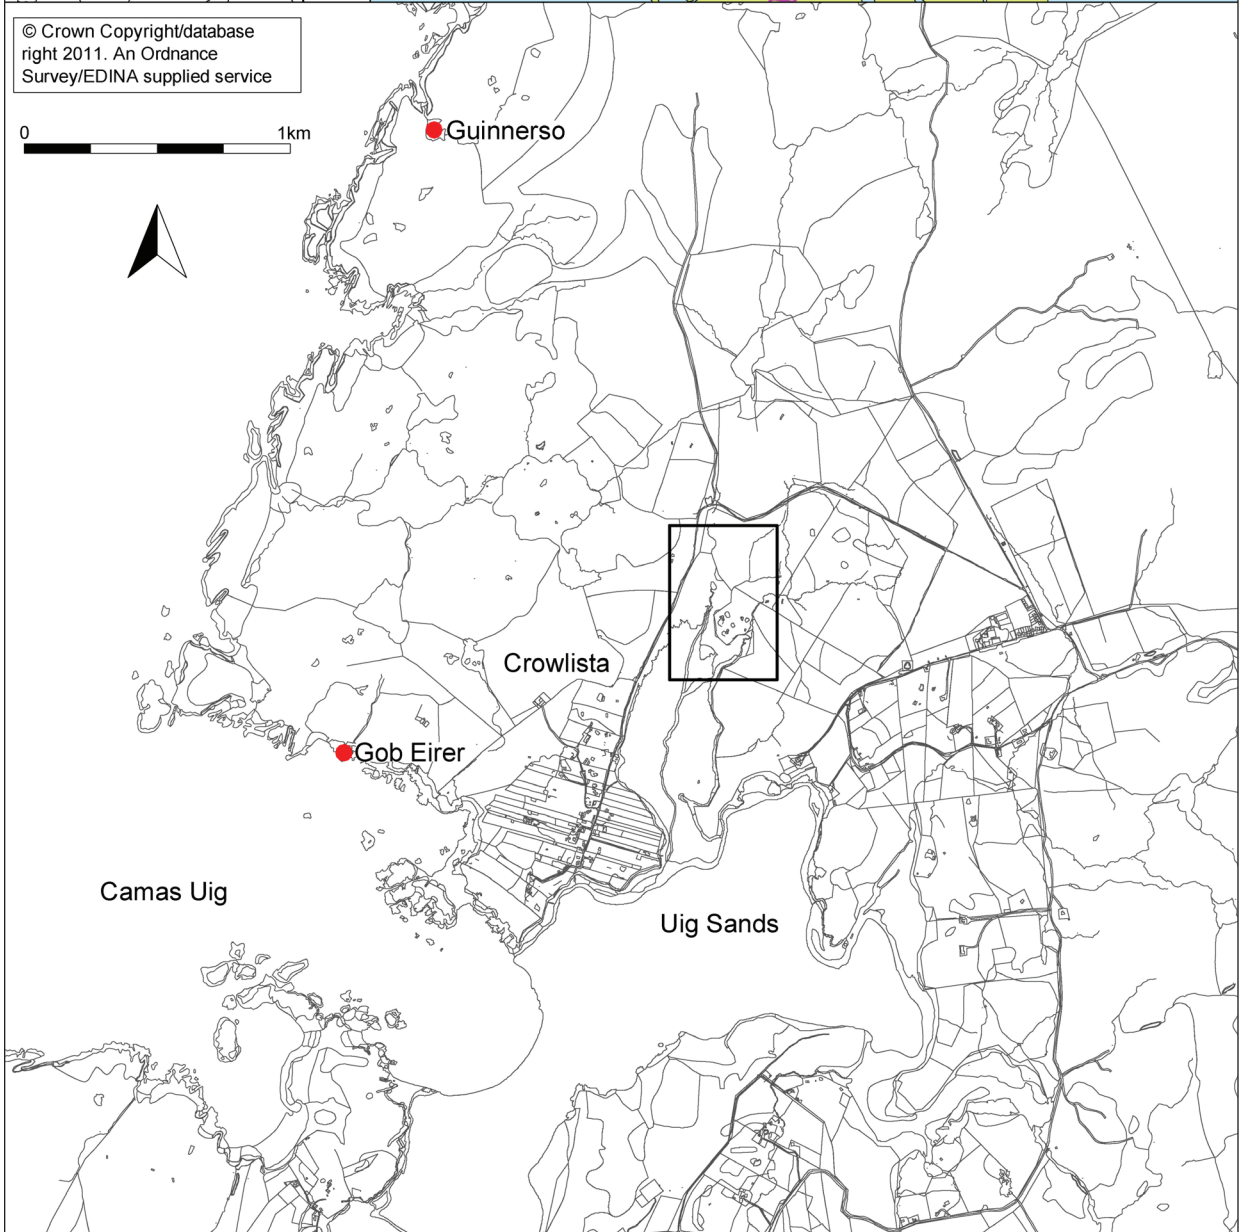 © Crown Copyright/database
right 2011. An Ordnance
Survey/EDINA supplied service
0 1km
Guinnerso
Crowlista
Gob Eirer
Camas Uig
Uig Sands